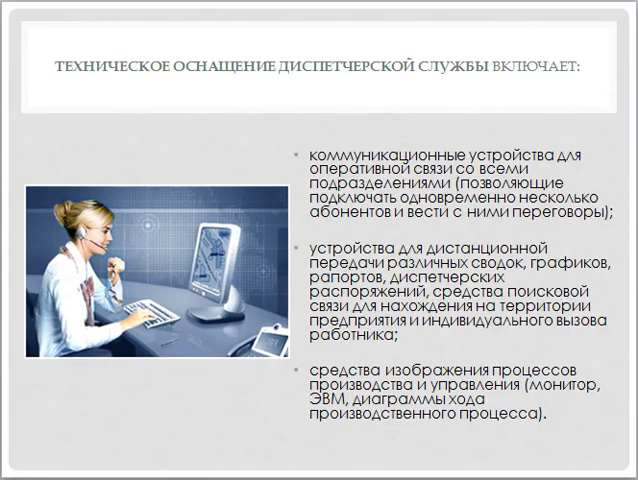 ТЕХНИЧЕСКОЕ ОСНАЩЕНИЕ ДИСПЕТЧЕРСКОЙ СЛУЖБЫ ВКЛЮЧАЕТ:
• коммуникационные устройства для
оперативной связи со всеми
подразделениями (позволяющие
подключать одновременно несколько
абонентов и вести с ними переговоры);
• устройства для дистанционной
передачи различных сводок, графиков,
рапортов, диспетчерских
распоряжений, средства поисковой
связи для нахождения на территории
предприятия и индивидуального вызова
работника;
• средства изображения процессов
производства и управления (монитор,
ЭВМ, диаграммы хода
производственного процесса).